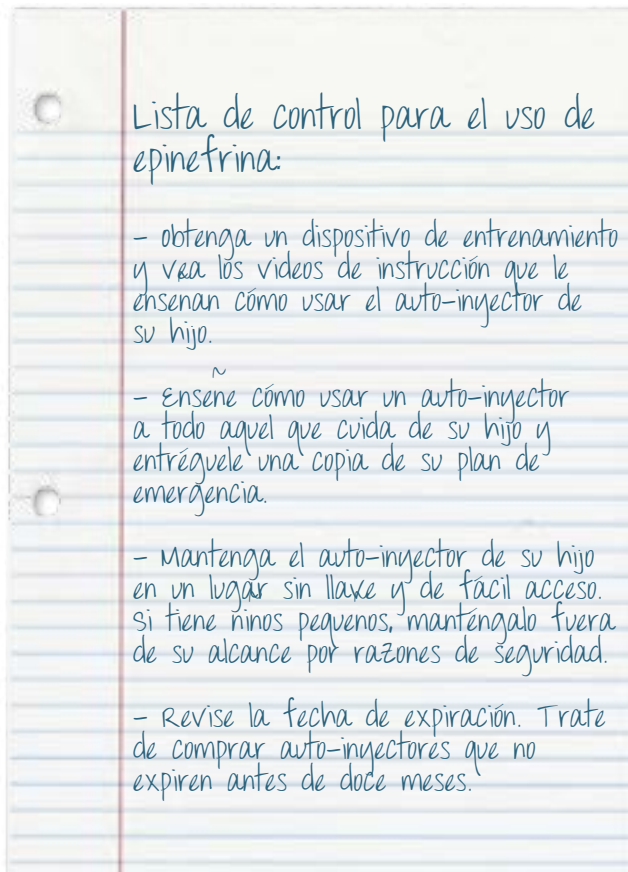 Lista de control para el uso de
epinefrina:
- obtenga un dispositivo de entrenamiento
y vea los videos de instrucción que le
ensenan cómo usar el auto-inyector de
su hijo.
- Enseñe cómo usar un auto-inyector
a todo aquel que cuida de su hijo y
entréguele una copia de su plan de
emergencia.
- Mantenga el auto-inyector de su hijo
en un lugar sin llave y de fácil acceso.
Si tiene ninos pequenos, manténgalo fuera
de su alcance por razones de seguridad.
- Revise la fecha de expiración. Trate
de comprar auto-inyectores que no
expiren antes de doce meses.